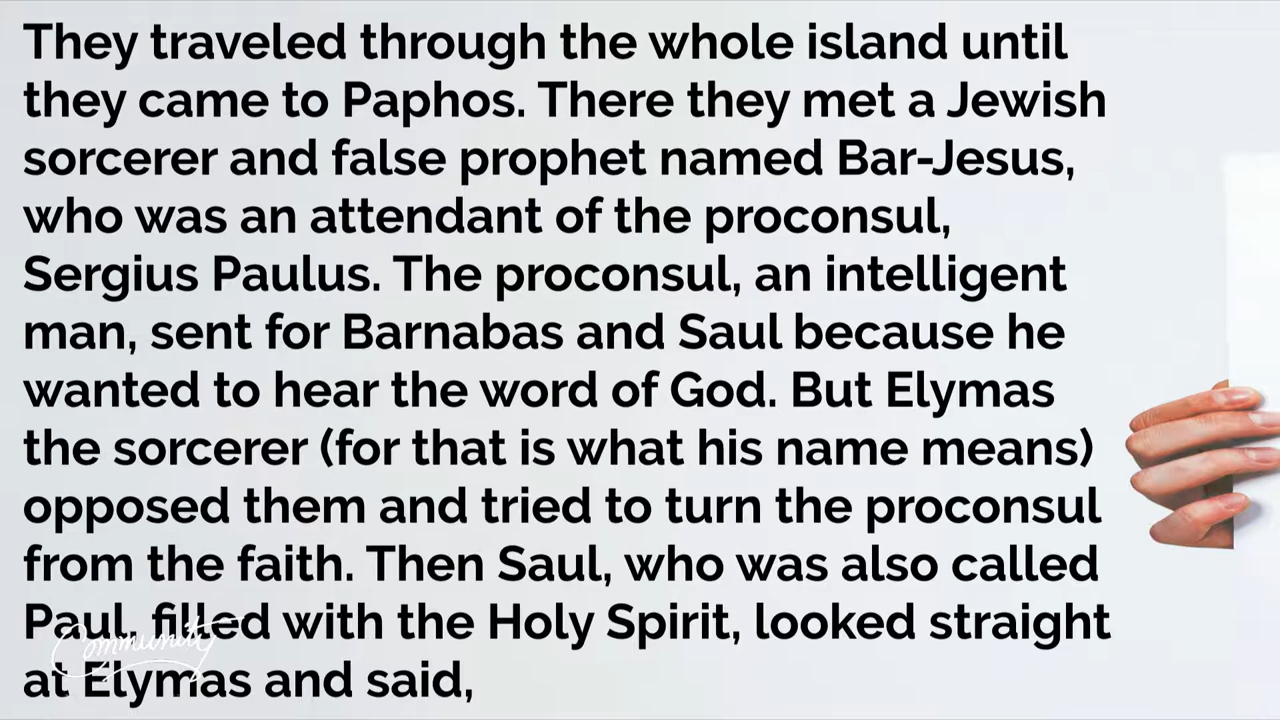 They traveled through the whole island until
they came to Paphos. There they met a Jewish
sorcerer and false prophet named Bar-Jesus,
who was an attendant of the proconsul,
Sergius Paulus. The proconsul, an intelligent
man, sent for Barnabas and Saul because he
wanted to hear the word of God. But Elymas
the sorcerer (for that is what his name means)
opposed them and tried to turn the proconsul
from the faith. Then Saul, who was also called
Paul, filled with the Holy Spirit, looked straight
at Elymas and said,
Community